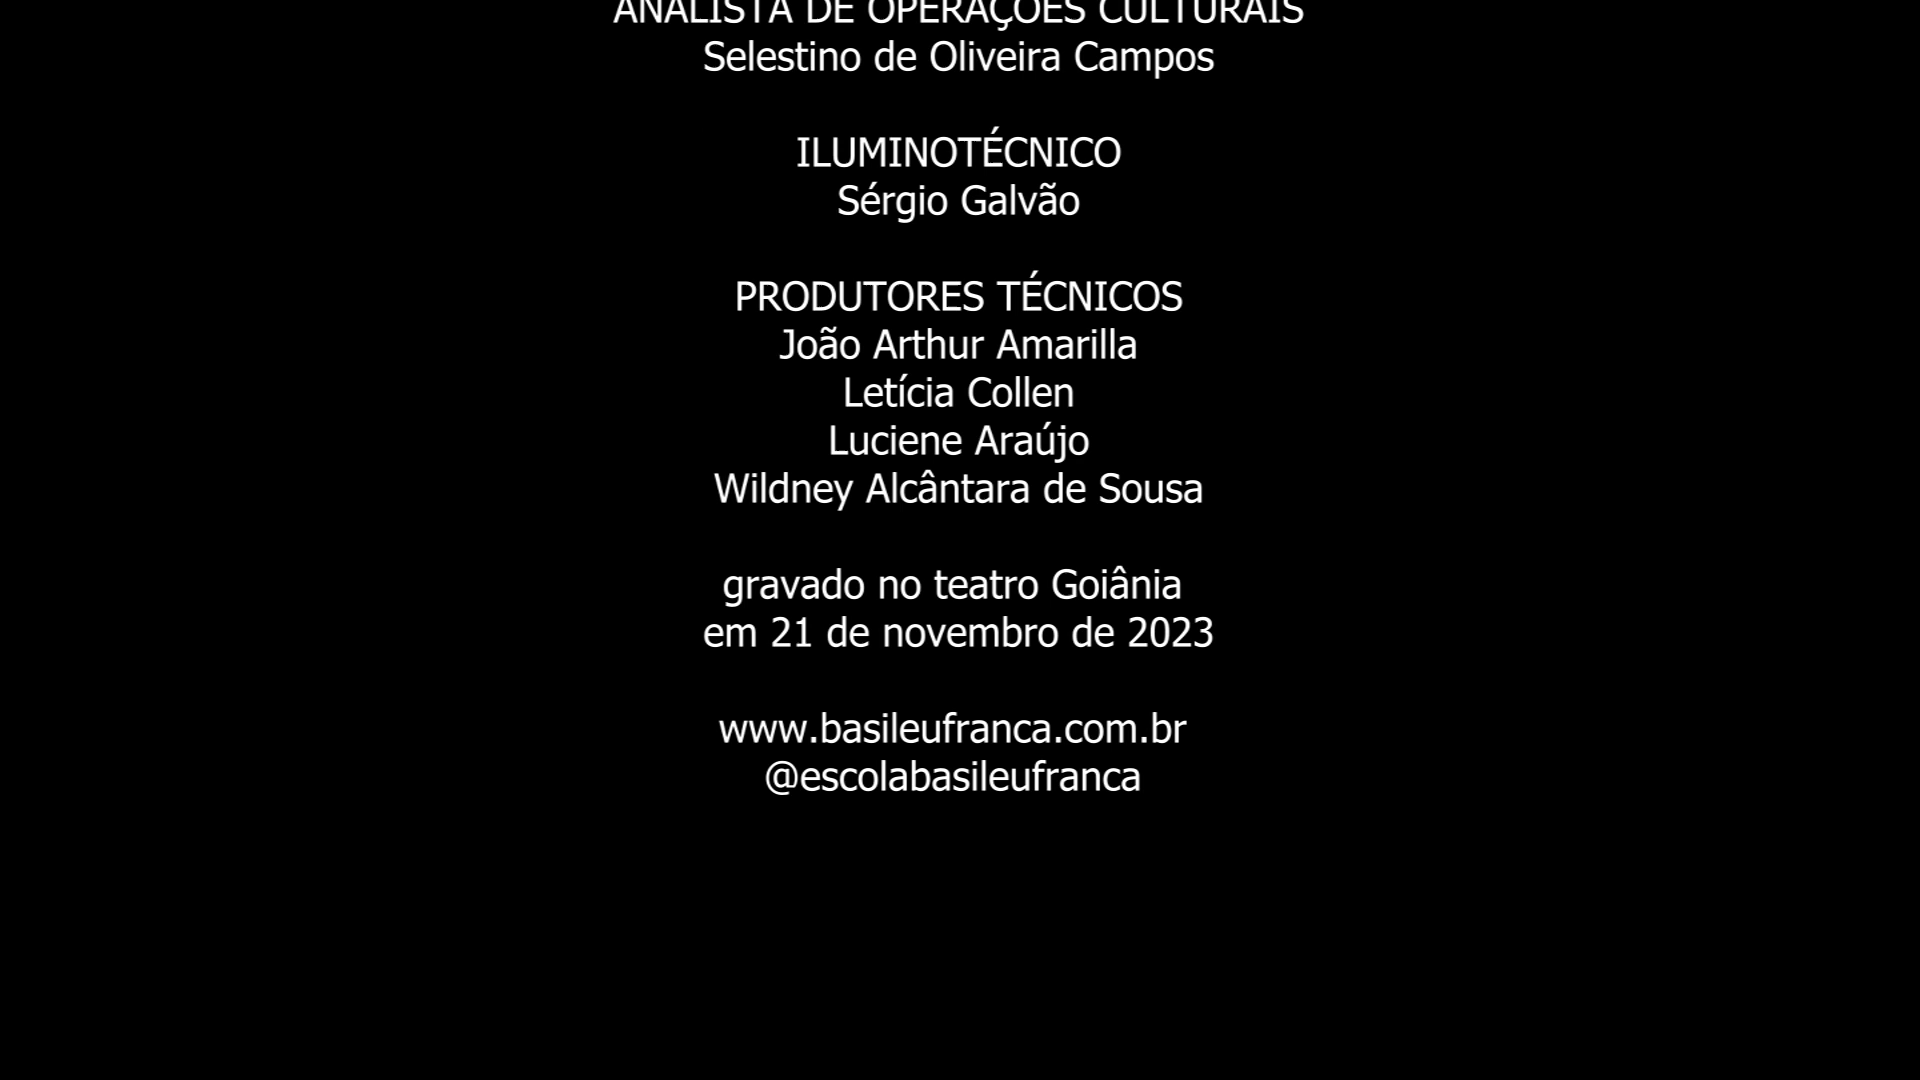 ANALISTA DE OPERAÇÕES CULTURAIS
Selestino de Oliveira Campos
ILUMINOTÉCNICO
Sérgio Galvão
PRODUTORES TÉCNICOS
João Arthur Amarilla
Letícia Collen
Luciene Araújo
Wildney Alcântara de Sousa
gravado no teatro Goiânia
em 21 de novembro de 2023
www.basileufranca.com.br
@escolabasileufranca